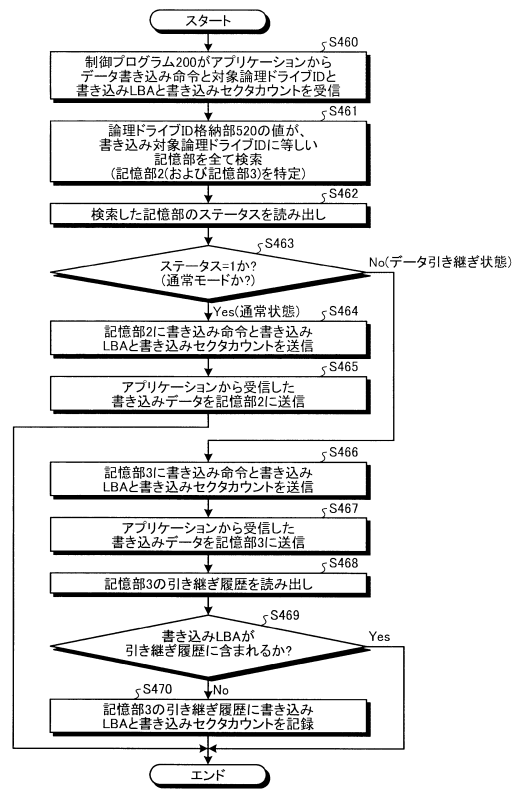 スタート
S460
制御プログラム200がアプリケーションから
データ書き込み命令と対象論理ドライブIDと
書き込みLBAと書き込みセクタカウントを受信
S461
論理ドライブID格納部520の値が、
書き込み対象論理ドライブIDに等しい
記憶部を全て検索
(記憶部2(および記憶部3)を特定)
S462
検索した記憶部のステータスを読み出し
S463
ステータス=1か?
(通常モードか?)
No(データ引き継ぎ状態)
Yes(通常状態)
S464
記憶部2に書き込み命令と書き込み
LBAと書き込みセクタカウントを送信
S465
アプリケーションから受信した
書き込みデータを記憶部2に送信
S466
記憶部3に書き込み命令と書き込み
LBAと書き込みセクタカウントを送信
S467
アプリケーションから受信した
書き込みデータを記憶部3に送信
S468
記憶部3の引き継ぎ履歴を読み出し
S469
書き込みLBAが
引き継ぎ履歴に含まれるか?
Yes
No
S470
記憶部3の引き継ぎ履歴に書き込み
LBAと書き込みセクタカウントを記録
エンド